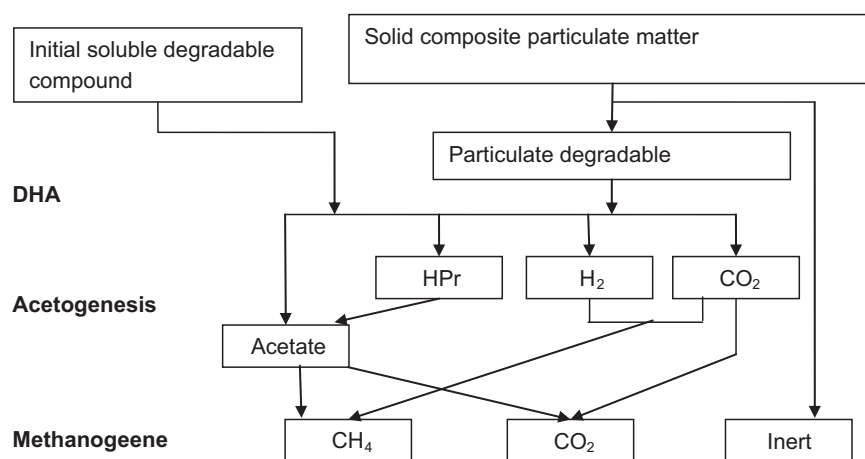 Initial soluble degradable
compound
Solid composite particulate matter
Particulate degradable
DHA
HPr
H₂
CO₂
Acetogenesis
Acetate
Methanogeene
CH₄
CO₂
Inert